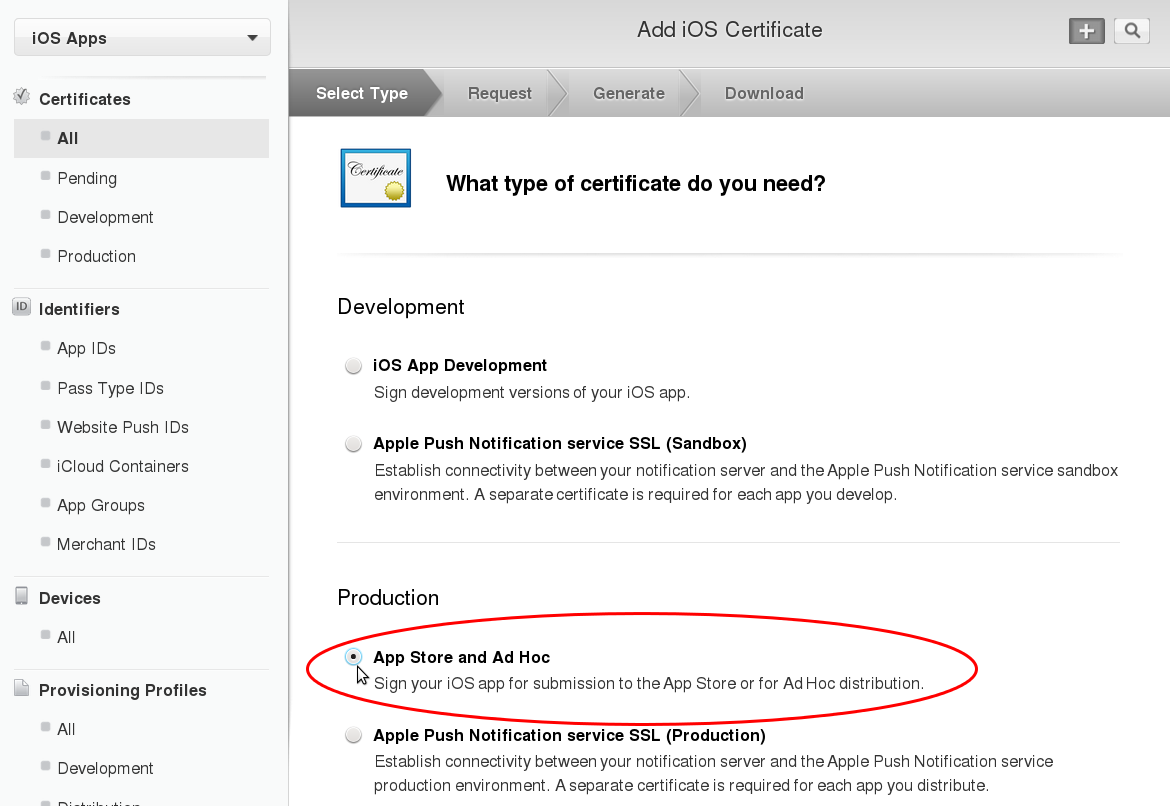 iOS Apps
Certificates
All
Pending
Development
Production
ID
Identifiers
App IDs
Pass Type IDs
Website Push IDs
iCloud Containers
App Groups
Merchant IDs
Devices
All
Provisioning Profiles
All
Development
Distribution
Add iOS Certificate
Select Type
Request
Generate
Download
Certificate
What type of certificate do you need?
Development
iOS App Development
Sign development versions of your iOS app.
Apple Push Notification service SSL (Sandbox)
Establish connectivity between your notification server and the Apple Push Notification service sandbox
environment. A separate certificate is required for each app you develop.
Production
App Store and Ad Hoc
Sign your iOS app for submission to the App Store or for Ad Hoc distribution.
Apple Push Notification service SSL (Production)
Establish connectivity between your notification server and the Apple Push Notification service
production environment. A separate certificate is required for each app you distribute.